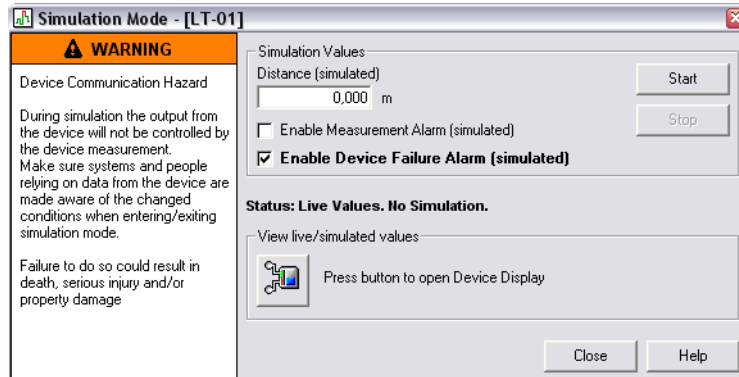 Simulation Mode - [LT-01]
WARNING
Device Communication Hazard
During simulation the output from
the device will not be controlled by
the device measurement.
Make sure systems and people
relying on data from the device are
made aware of the changed
conditions when entering/exiting
simulation mode.
Failure to do so could result in
death, serious injury and/or
property damage
Simulation Values
Distance (simulated)
0,000 m
Enable Measurement Alarm (simulated)
Enable Device Failure Alarm (simulated)
Start
Stop
Status: Live Values. No Simulation.
View live/simulated values
Press button to open Device Display
Close
Help